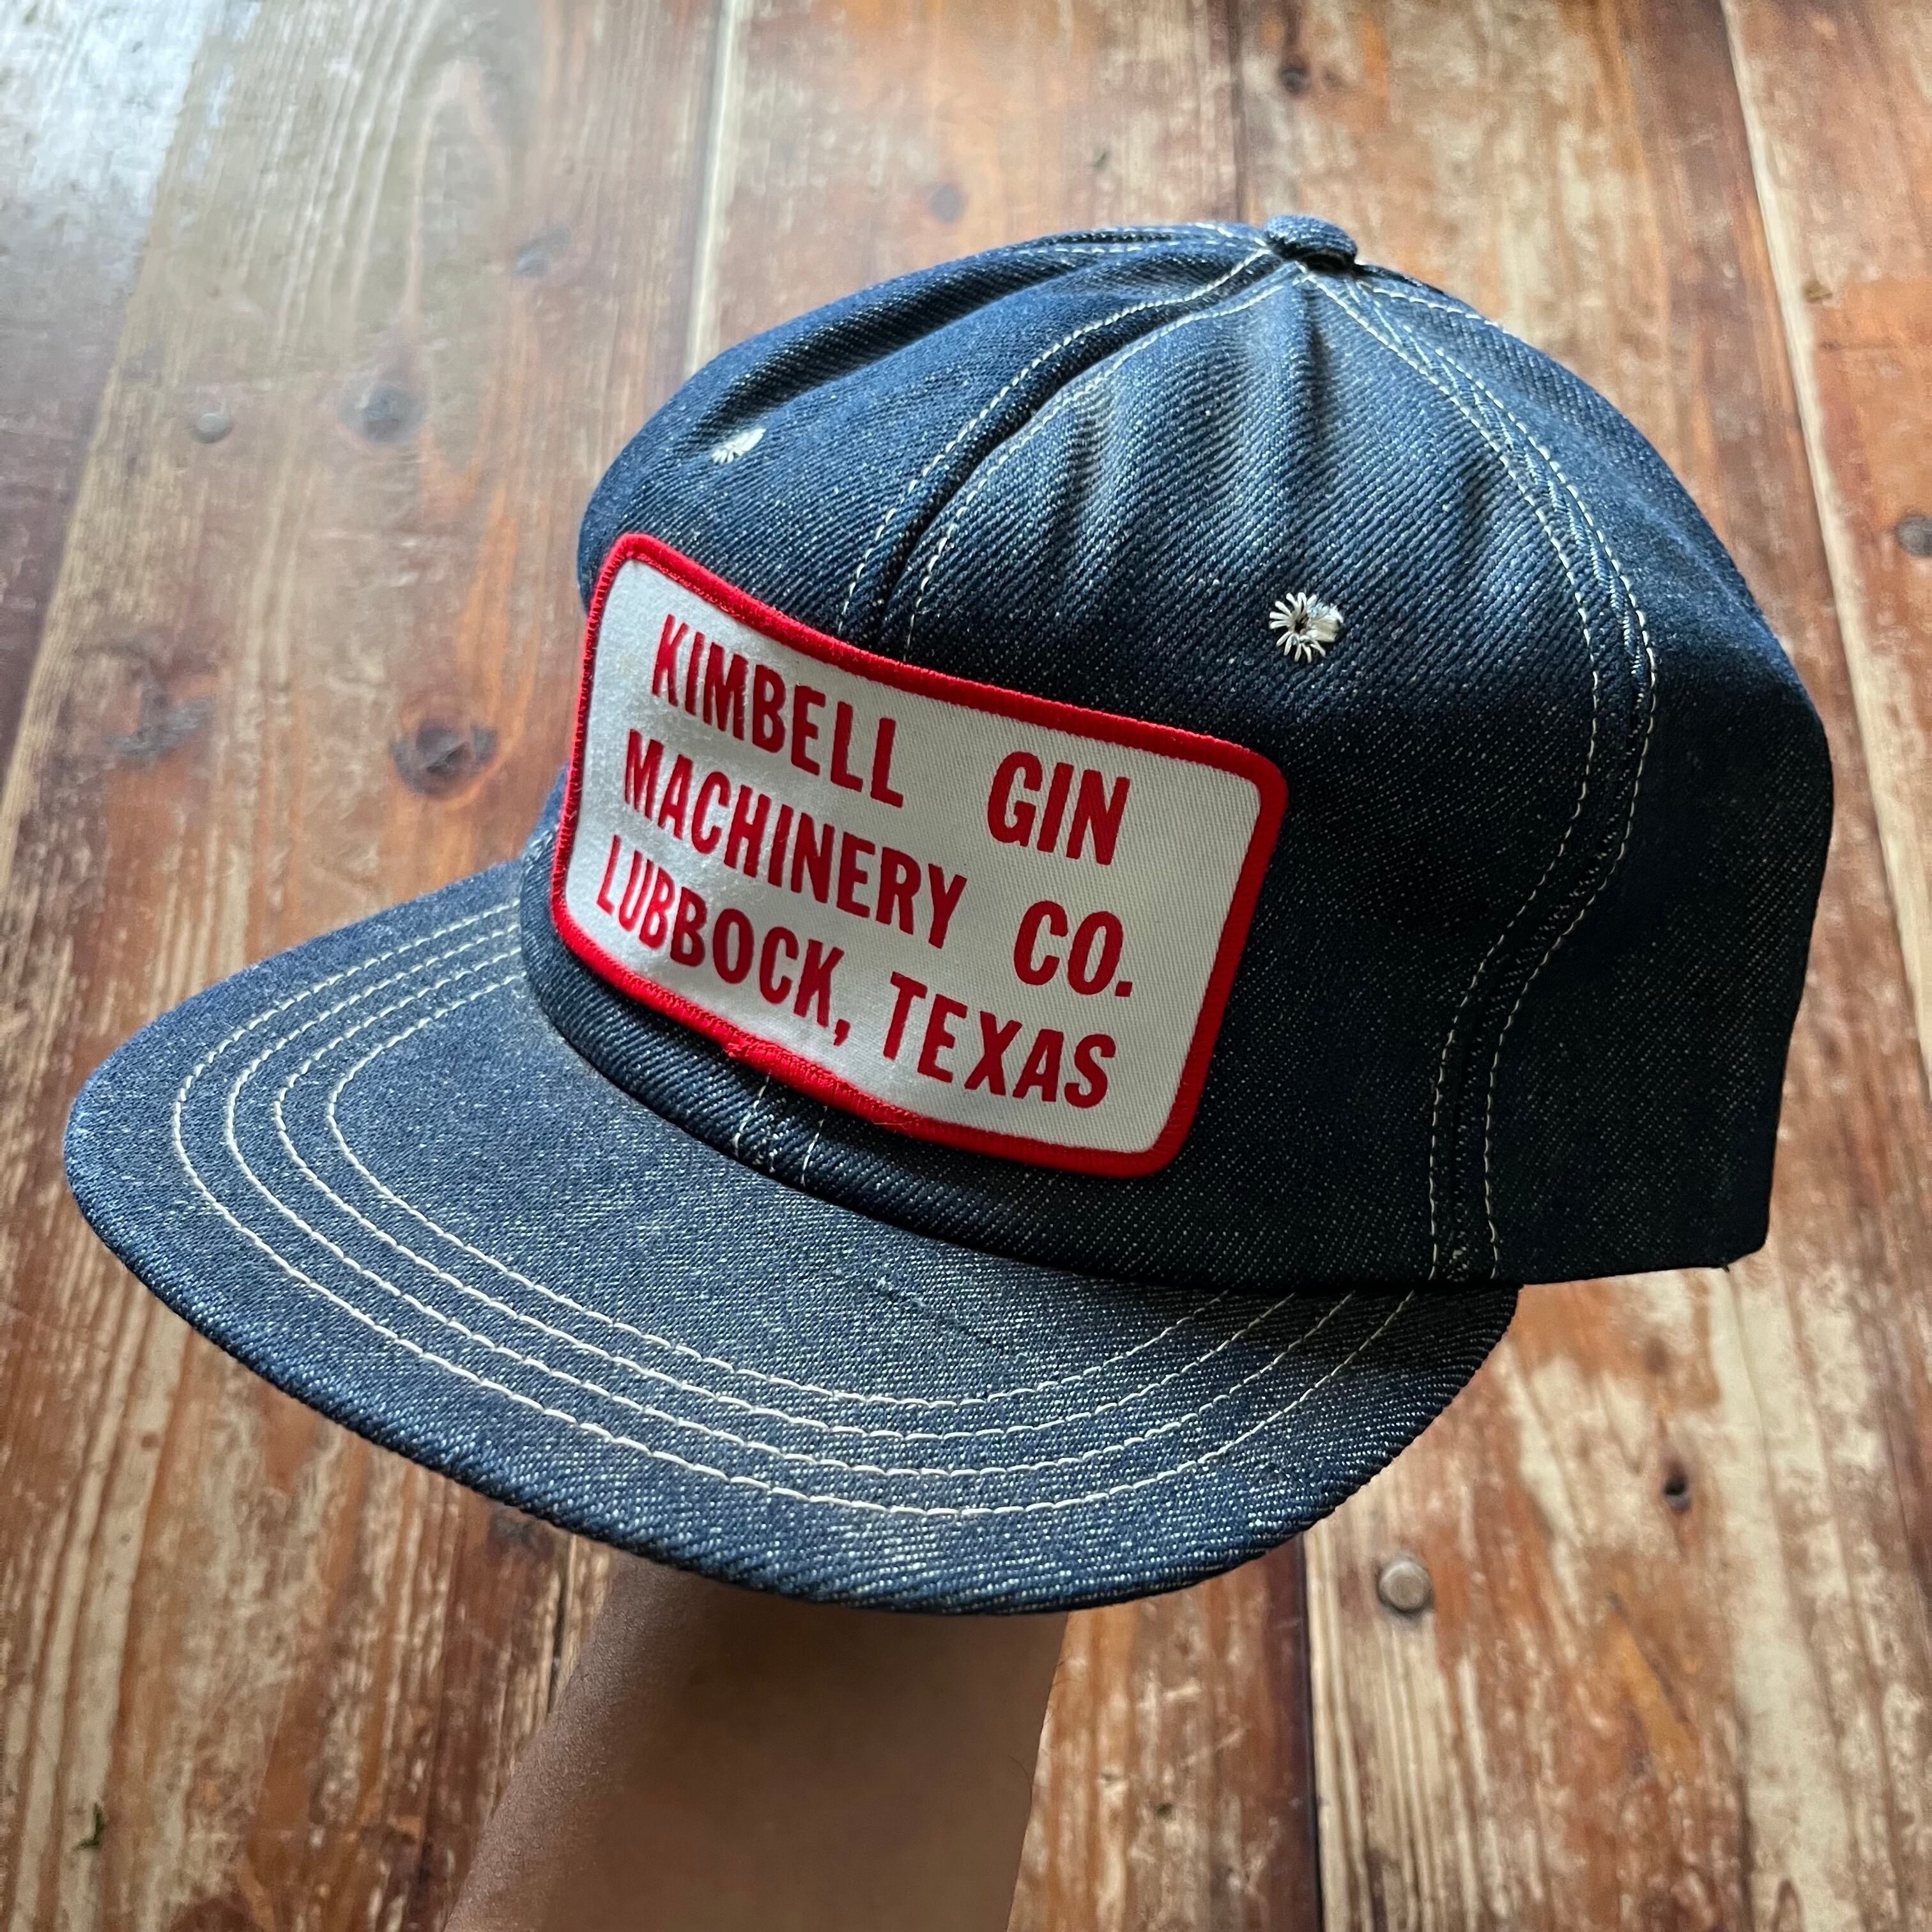 KIMBELL GIN
MACHINERY CO.
LUBBOCK, TEXAS